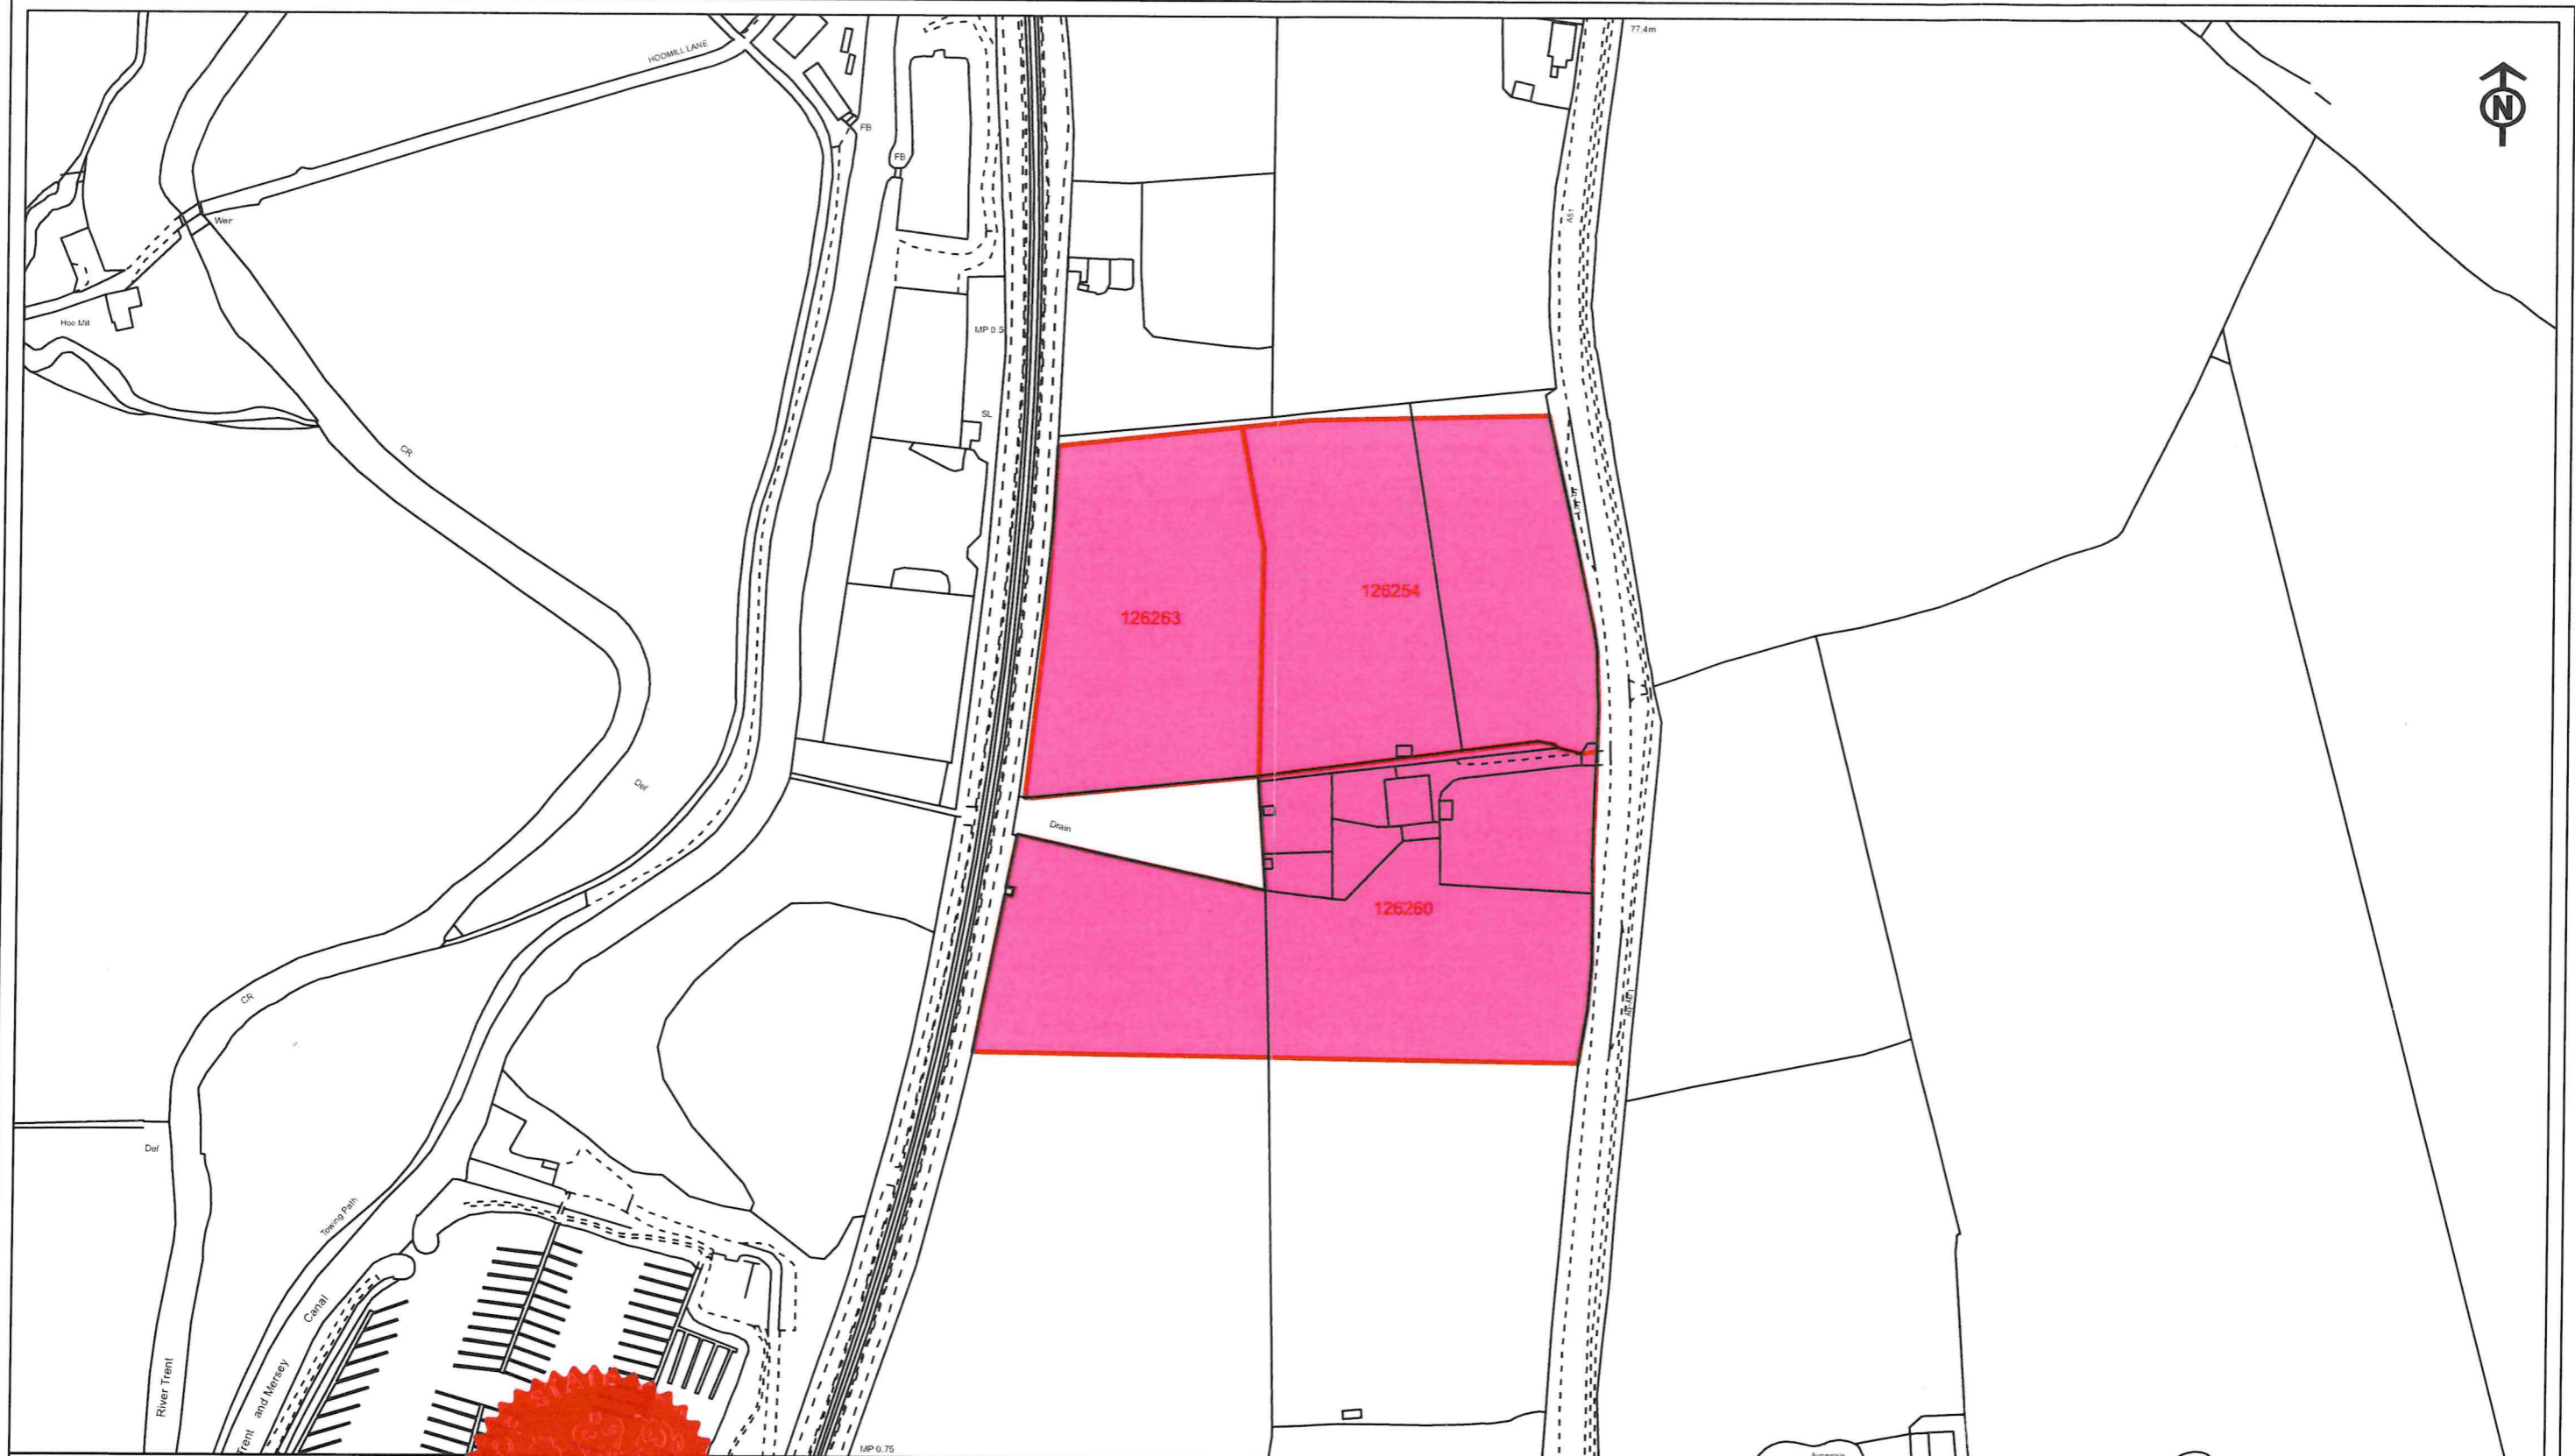 77.4m
HOOMILL LANE
N
FB
FB
A51
Weir
Hoo Mill
MP 0.5
SL
CR
126254
126263
Def
Drain
126260
CR
Def
Towing Path
Canal
River Trent
Trent and Mersey
MP 0.75